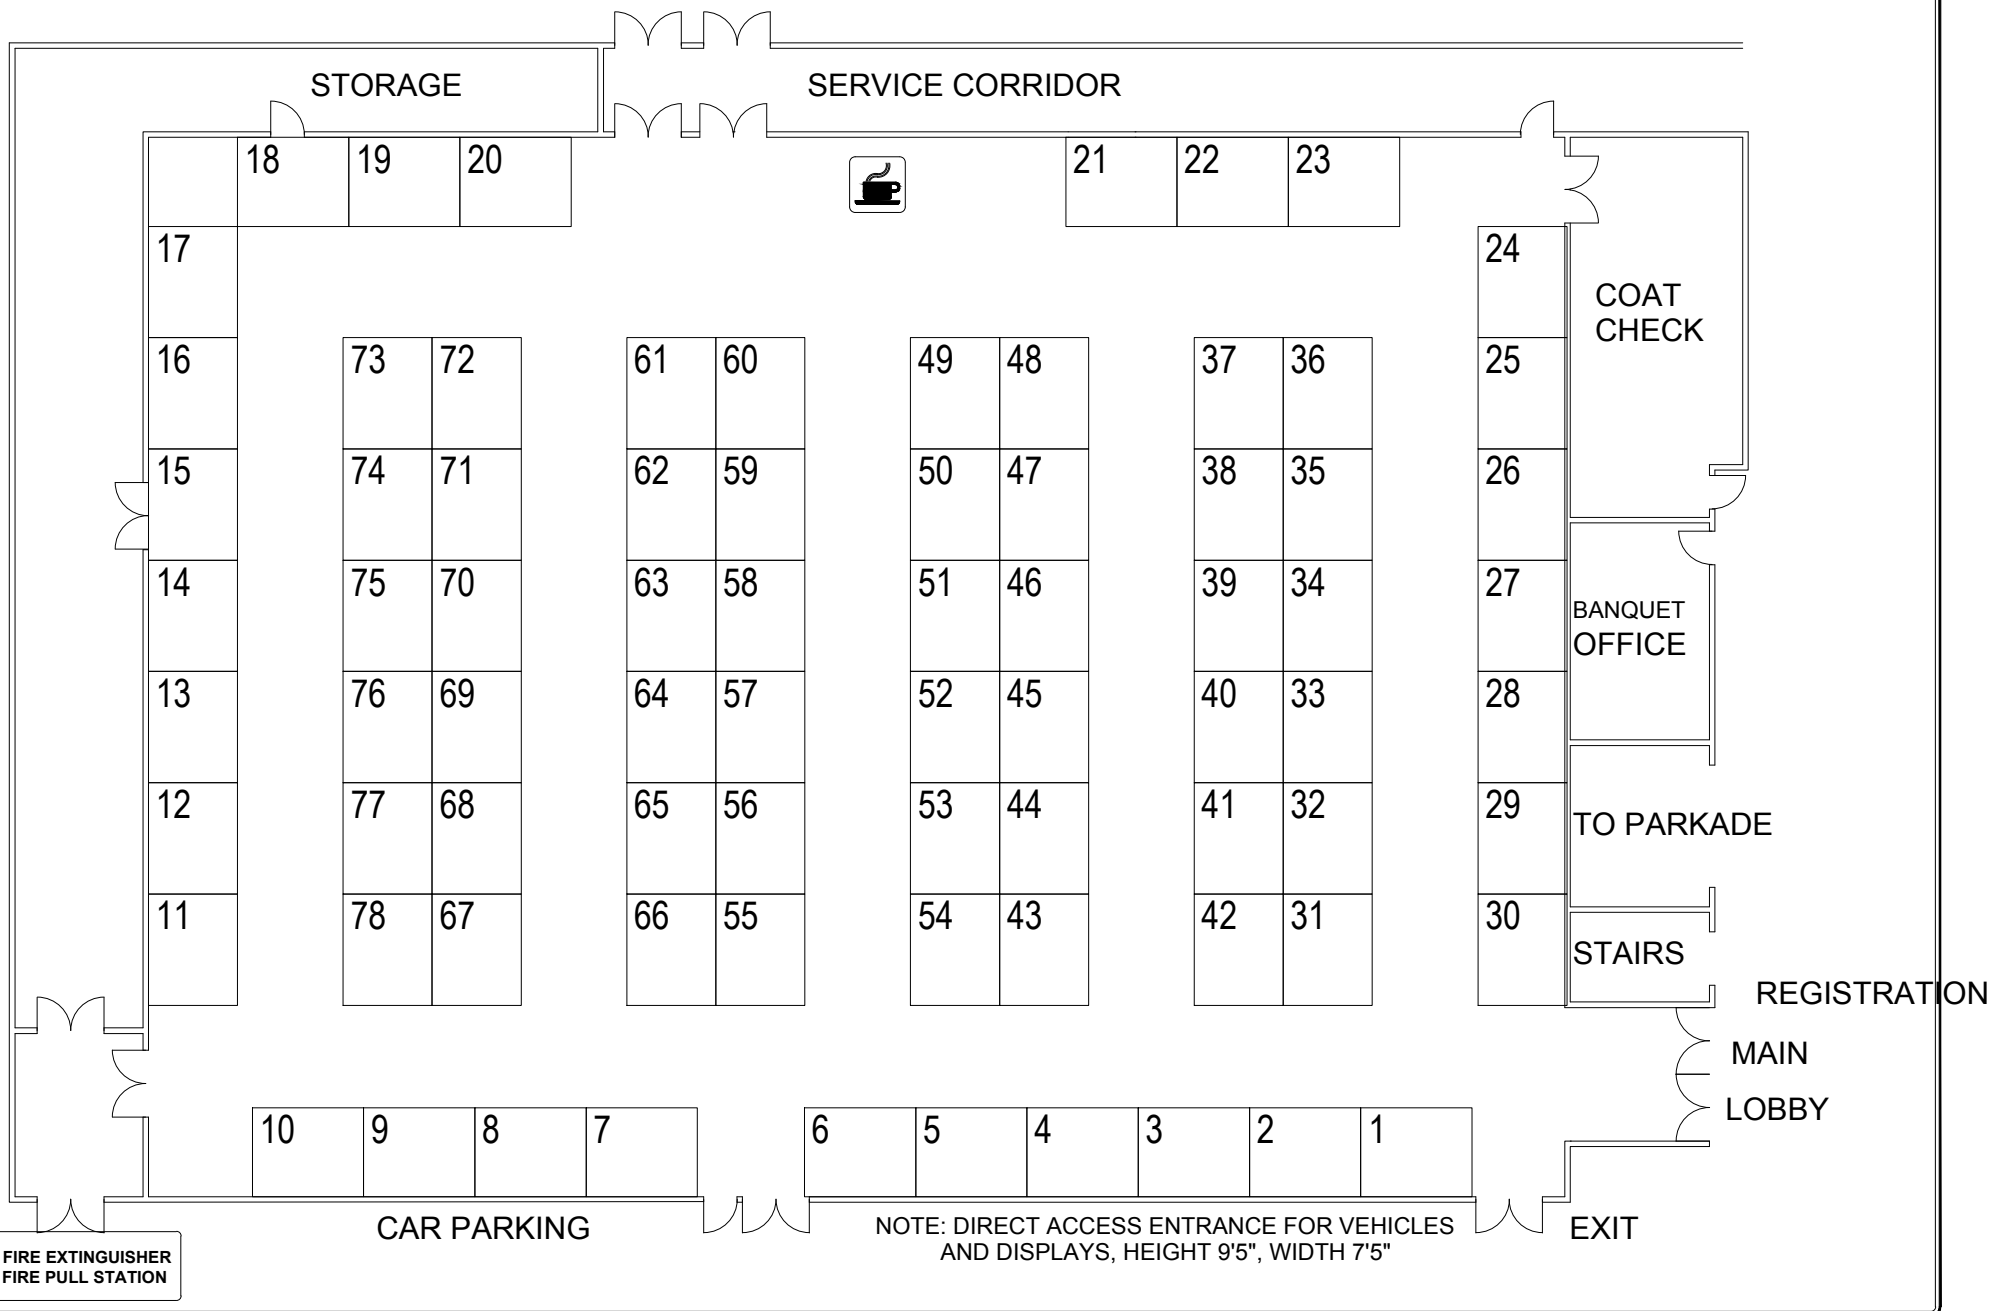 STORAGE
SERVICE CORRIDOR
18 19 20 21 22 23
17 24
COAT
CHECK
16 73 72 61 60 49 48 37 36 25
15 74 71 62 59 50 47 38 35 26
14 75 70 63 58 51 46 39 34 27
BANQUET
OFFICE
13 76 69 64 57 52 45 40 33 28
12 77 68 65 56 53 44 41 32 29
TO PARKADE
11 78 67 66 55 54 43 42 31 30
STAIRS
REGISTRATION
MAIN
LOBBY
10 9 8 7 6 5 4 3 2 1
CAR PARKING
NOTE: DIRECT ACCESS ENTRANCE FOR VEHICLES
AND DISPLAYS, HEIGHT 9'5", WIDTH 7'5"
EXIT
FIRE EXTINGUISHER
FIRE PULL STATION